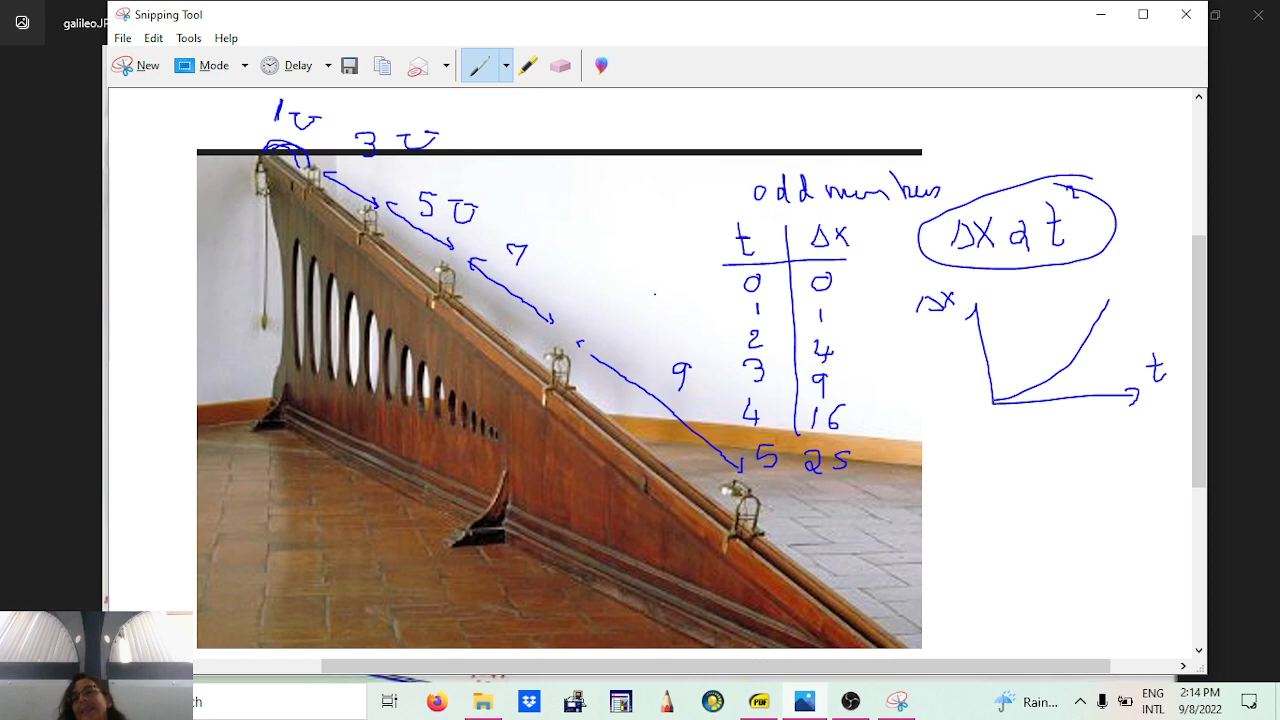 galileoJP
Snipping Tool
File Edit Tools Help
New Mode Delay
1 U
3 U
5 U
7
9
odd numbers
t Δx
0 0
1 1
2 4
3 9
4 16
5 25
Δx α t²
Δx
t
ch
PDF
Rain
ENG
INTL
2:14 PM
9/8/2022